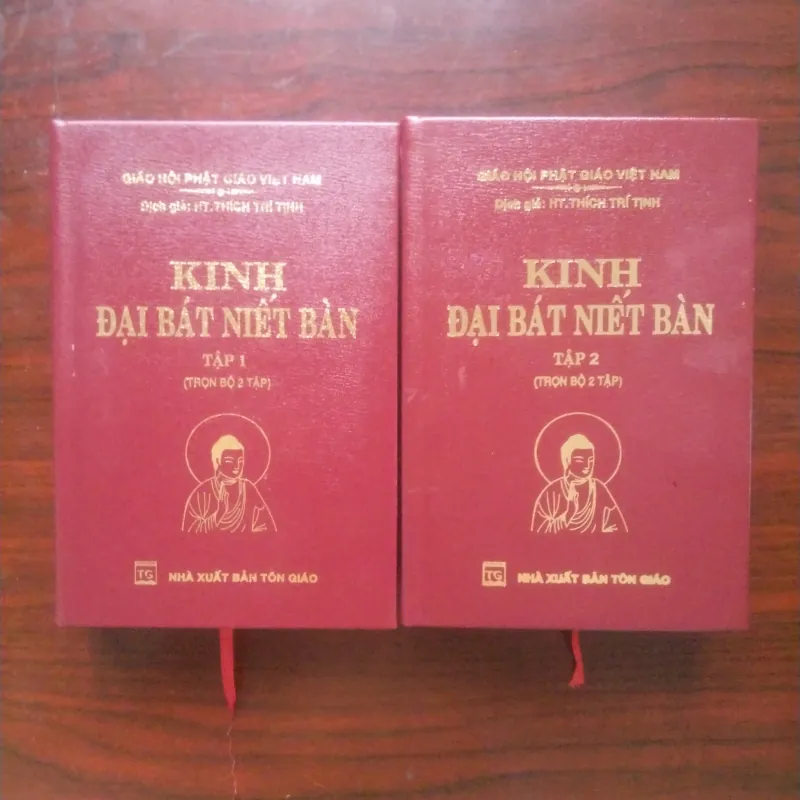 GIÁO HỘI PHẬT GIÁO VIỆT NAM
Dịch giả: HT.THÍCH TRÍ TỊNH
KINH
ĐẠI BÁT NIẾT BÀN
TẬP 1
(TRỌN BỘ 2 TẬP)
TG
NHÀ XUẤT BẢN TÔN GIÁO
GIÁO HỘI PHẬT GIÁO VIỆT NAM
Dịch giả: HT.THÍCH TRÍ TỊNH
KINH
ĐẠI BÁT NIẾT BÀN
TẬP 2
(TRỌN BỘ 2 TẬP)
TG
NHÀ XUẤT BẢN TÔN GIÁO